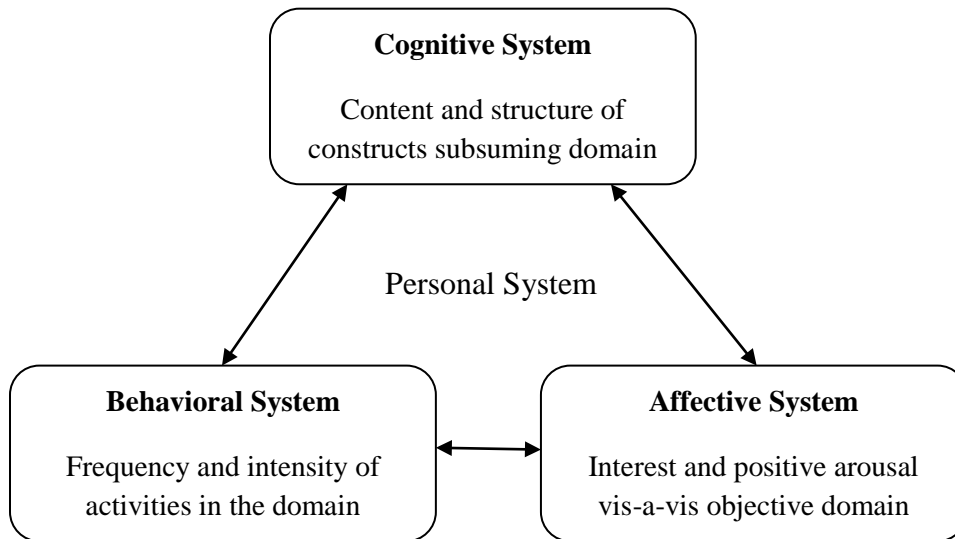 Cognitive System
Content and structure of
constructs subsuming domain
Personal System
Behavioral System
Frequency and intensity of
activities in the domain
Affective System
Interest and positive arousal
vis-a-vis objective domain